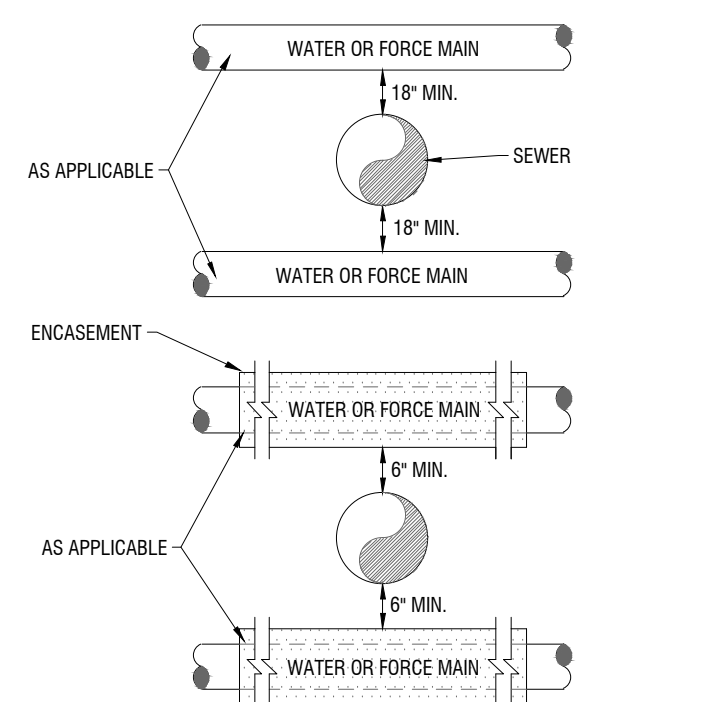 WATER OR FORCE MAIN
18" MIN.
SEWER
AS APPLICABLE
18" MIN.
WATER OR FORCE MAIN
ENCASEMENT
WATER OR FORCE MAIN
6" MIN.
AS APPLICABLE
6" MIN.
WATER OR FORCE MAIN